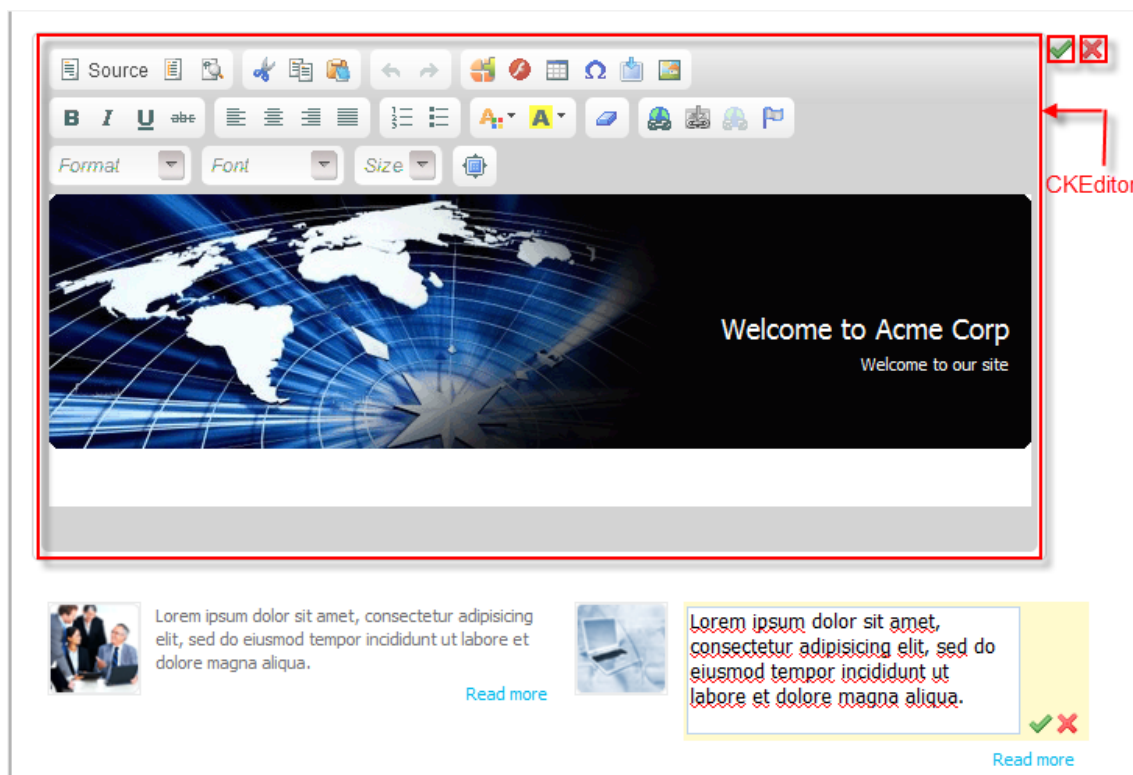 Source
B I U abc
A A
Format Font Size
CKEditor
Welcome to Acme Corp
Welcome to our site
Lorem ipsum dolor sit amet, consectetur adipisicing
elit, sed do eiusmod tempor incididunt ut labore et
dolore magna aliqua.
Read more
Lorem ipsum dolor sit amet,
consectetur adipisicing elit, sed do
eiusmod tempor incididunt ut
labore et dolore magna aliqua.
Read more